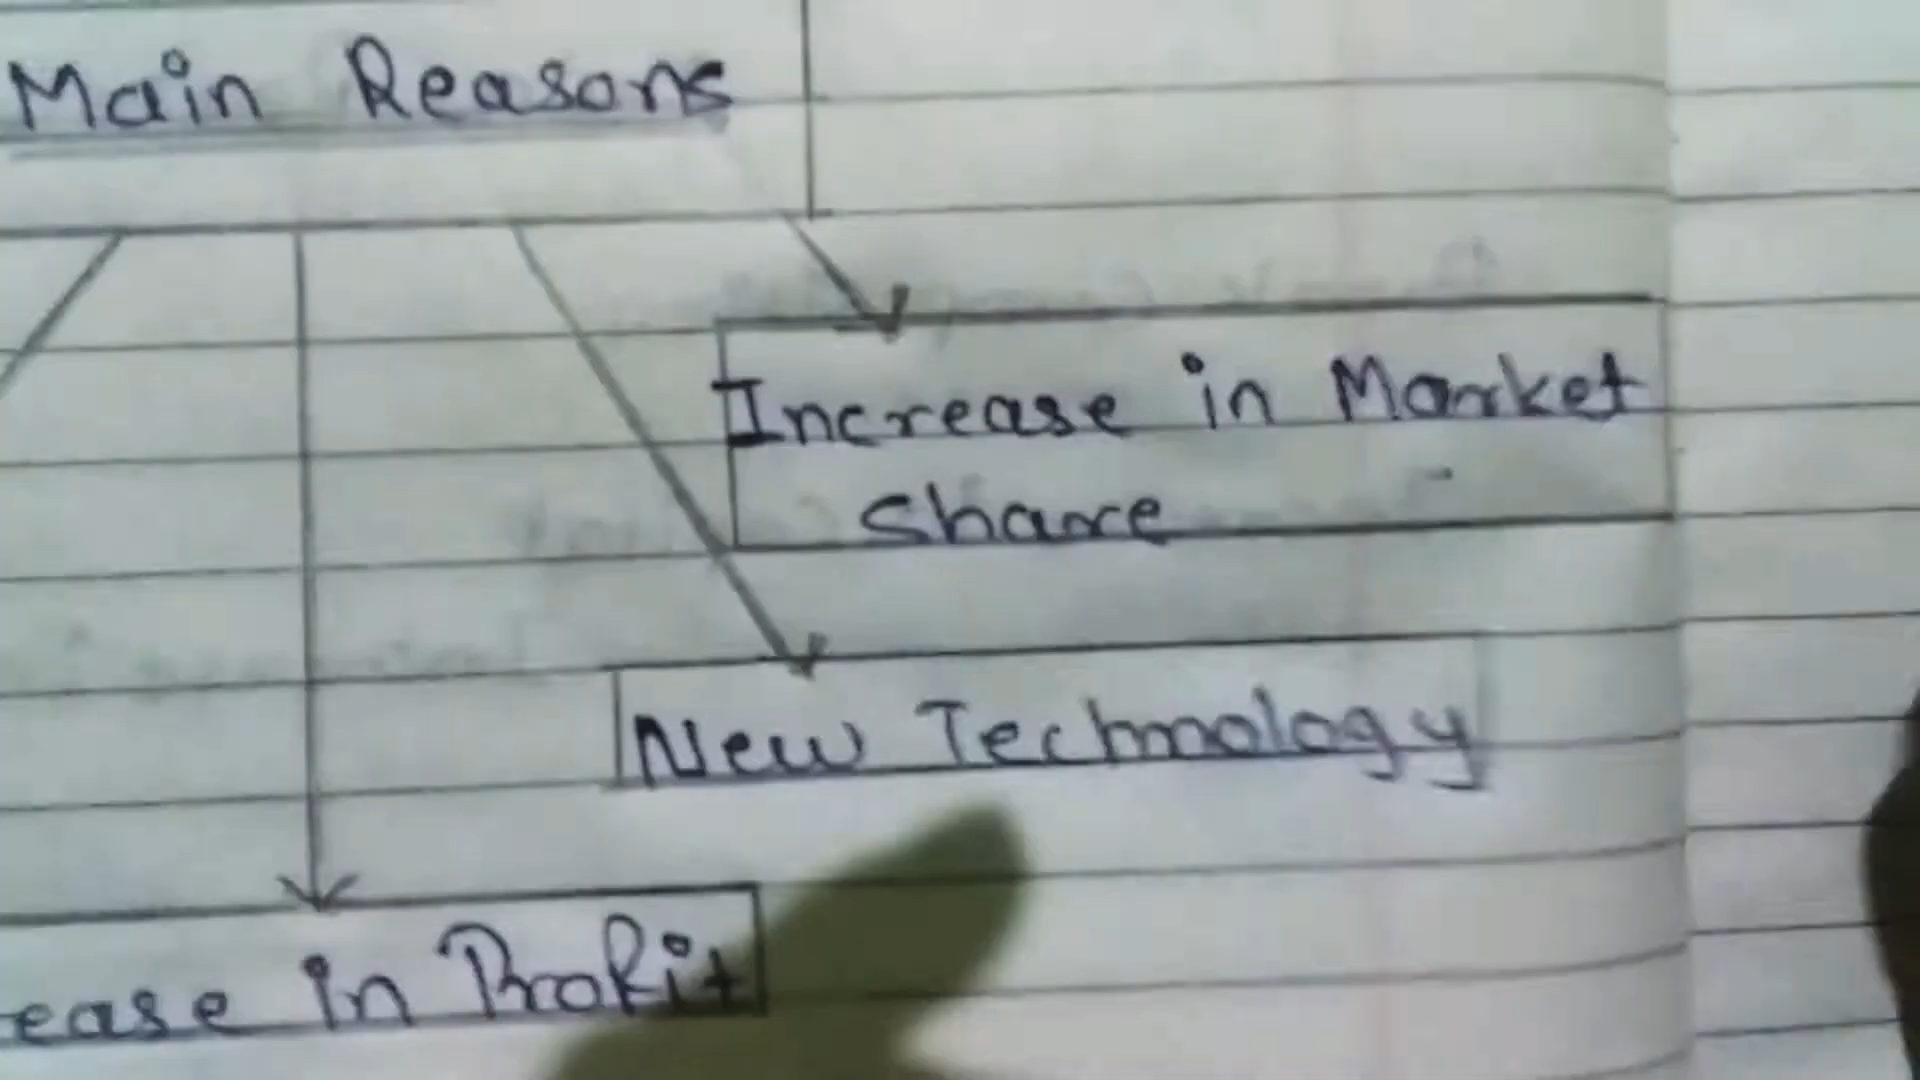 Main Reasons
Increase in Market
Share
New Technology
ease in Profit